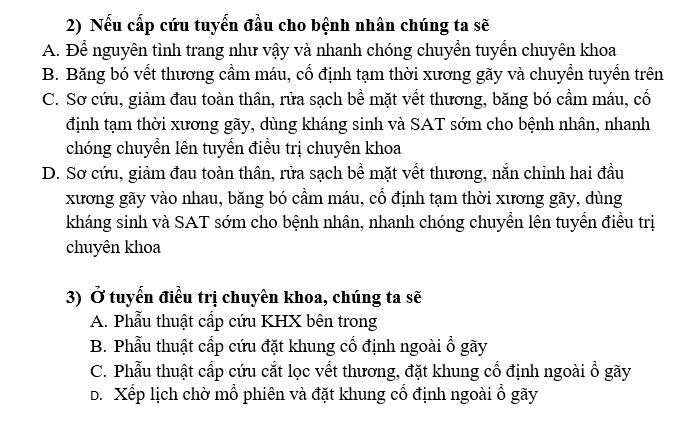 2) Nếu cấp cứu tuyến đầu cho bệnh nhân chúng ta sẽ
A. Để nguyên tình trang như vậy và nhanh chóng chuyển tuyến chuyên khoa
B. Băng bó vết thương cầm máu, cố định tạm thời xương gãy và chuyển tuyến trên
C. Sơ cứu, giảm đau toàn thân, rửa sạch bề mặt vết thương, băng bó cầm máu, cố
định tạm thời xương gãy, dùng kháng sinh và SAT sớm cho bệnh nhân, nhanh
chóng chuyển lên tuyến điều trị chuyên khoa
D. Sơ cứu, giảm đau toàn thân, rửa sạch bề mặt vết thương, nắn chỉnh hai đầu
xương gãy vào nhau, băng bó cầm máu, cố định tạm thời xương gãy, dùng
kháng sinh và SAT sớm cho bệnh nhân, nhanh chóng chuyển lên tuyến điều trị
chuyên khoa
3) Ở tuyến điều trị chuyên khoa, chúng ta sẽ
A. Phẫu thuật cấp cứu KHX bên trong
B. Phẫu thuật cấp cứu đặt khung cố định ngoài ổ gãy
C. Phẫu thuật cấp cứu cắt lọc vết thương, đặt khung cố định ngoài ổ gãy
D. Xếp lịch chờ mổ phiên và đặt khung cố định ngoài ổ gãy